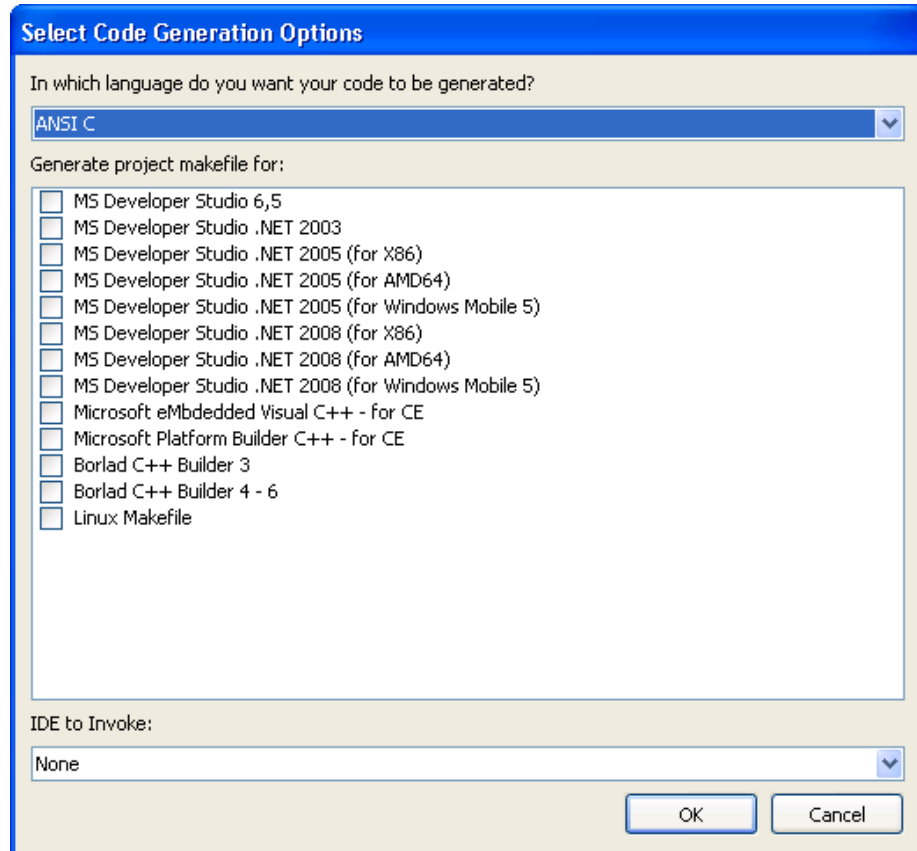 Select Code Generation Options
In which language do you want your code to be generated?
ANSI C
Generate project makefile for:
MS Developer Studio 6,5
MS Developer Studio .NET 2003
MS Developer Studio .NET 2005 (for X86)
MS Developer Studio .NET 2005 (for AMD64)
MS Developer Studio .NET 2005 (for Windows Mobile 5)
MS Developer Studio .NET 2008 (for X86)
MS Developer Studio .NET 2008 (for AMD64)
MS Developer Studio .NET 2008 (for Windows Mobile 5)
Microsoft eMbdedded Visual C++ - for CE
Microsoft Platform Builder C++ - for CE
Borlad C++ Builder 3
Borlad C++ Builder 4 - 6
Linux Makefile
IDE to Invoke:
None
OK Cancel